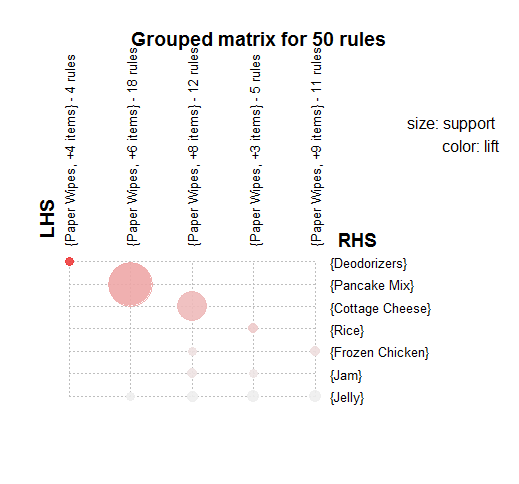 Grouped matrix for 50 rules
size: support
color: lift
{Paper Wipes, +4 items} - 4 rules
{Paper Wipes, +6 items} - 18 rules
{Paper Wipes, +8 items} - 12 rules
{Paper Wipes, +3 items} - 5 rules
{Paper Wipes, +9 items} - 11 rules
LHS
RHS
{Deodorizers}
{Pancake Mix}
{Cottage Cheese}
{Rice}
{Frozen Chicken}
{Jam}
{Jelly}